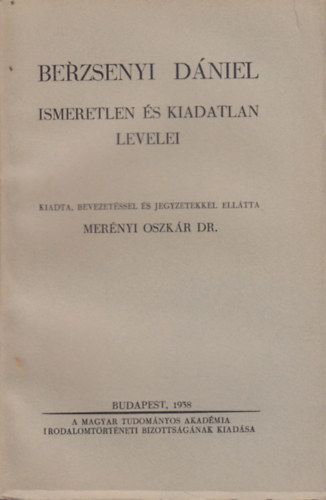 BERZSENYI DÁNIEL
ISMERETLEN ÉS KIADATLAN
LEVELEI
KIADTA, BEVEZETÉSSEL ÉS JEGYZETEKKEL ELLÁTTA
MERÉNYI OSZKÁR DR.
BUDAPEST, 1938
A MAGYAR TUDOMÁNYOS AKADÉMIA
IRODALOMTÖRTÉNETI BIZOTTSÁGÁNAK KIADÁSA